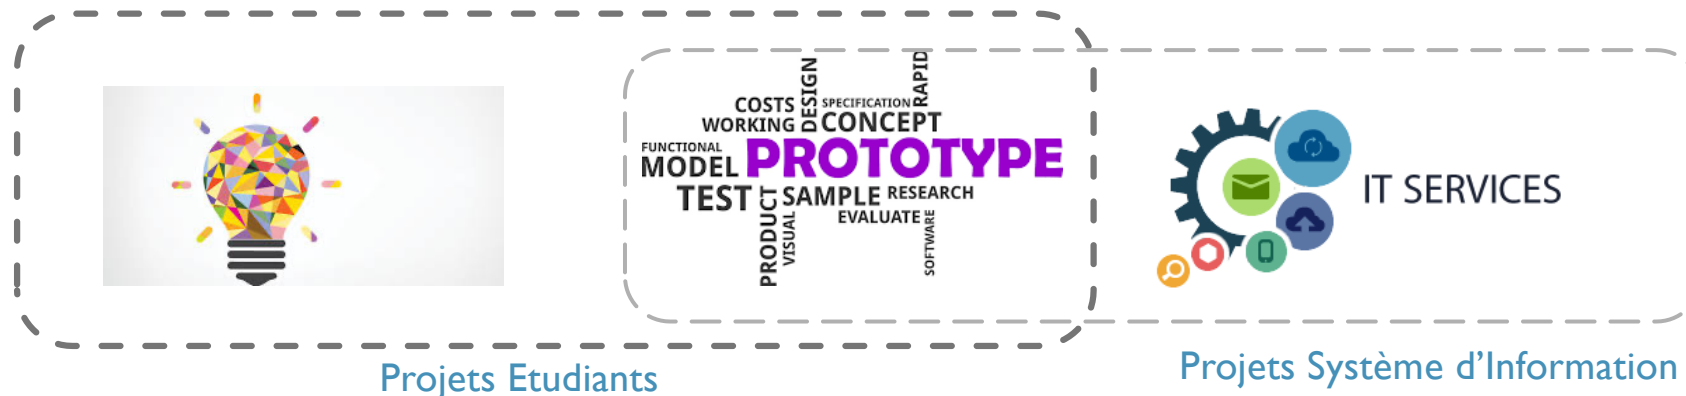 DESIGN
RAPID
COSTS
SPECIFICATION
WORKING
CONCEPT
FUNCTIONAL
MODEL
PROTOTYPE
TEST
PRODUCT
SAMPLE
RESEARCH
VISUAL
EVALUATE
SOFTWARE
IT SERVICES
Projets Etudiants
Projets Système d’Information